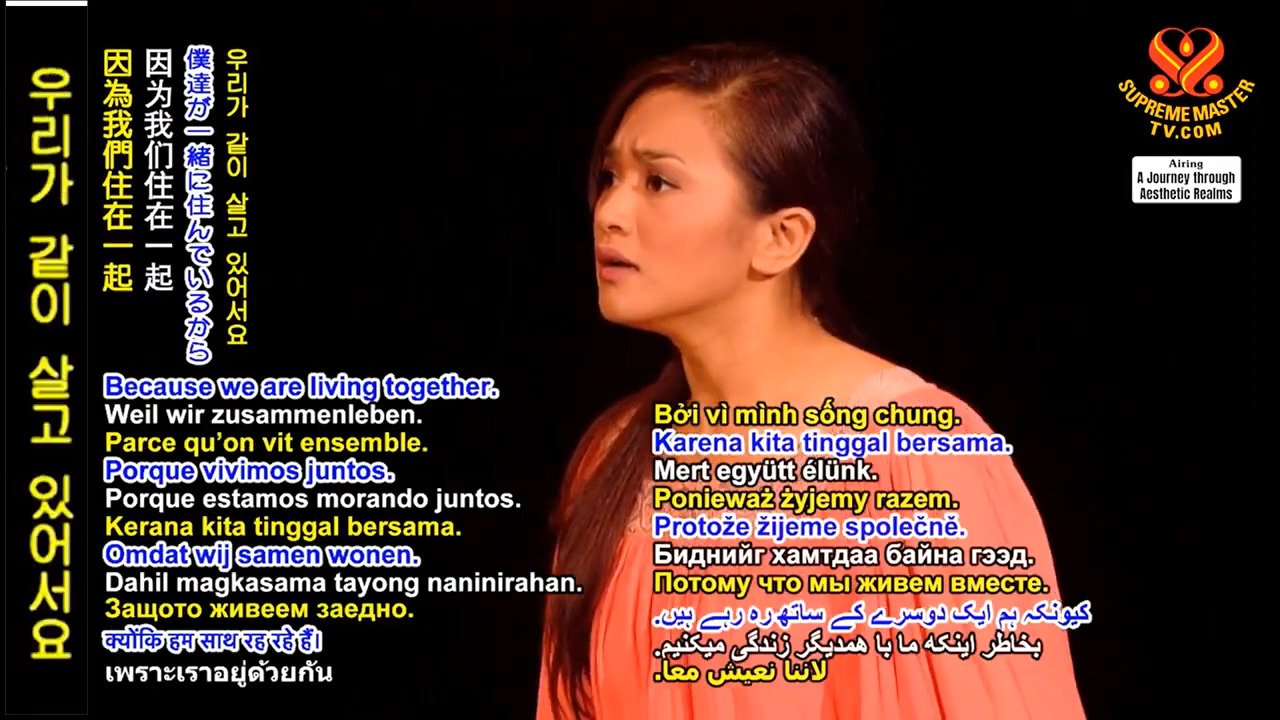 우리가 같이 살고 있어서요
因為我們住在一起
因为我们住在一起
僕達が一緒に住んでいるから
우리가 같이 살고 있어서요
Because we are living together.
Weil wir zusammenleben.
Parce qu’on vit ensemble.
Porque vivimos juntos.
Porque estamos morando juntos.
Kerana kita tinggal bersama.
Omdat wij samen wonen.
Dahil magkasama tayong naninirahan.
Защото живеем заедно.
क्योंकि हम साथ रह रहे हैं।
เพราะเราอยู่ด้วยกัน
Bởi vì mình sống chung.
Karena kita tinggal bersama.
Mert együtt élünk.
Ponieważ żyjemy razem.
Protože žijeme společně.
Биднийг хамтдаа байна гээд.
Потому что мы живем вместе.
کیونکہ ہم ایک دوسرے کے ساتھ رہ رہے ہیں.
بخاطر اینکه ما با همدیگر زندگی میکنیم.
لاننا نعيش معا.
SUPREME MASTER
TV.COM
Airing
A Journey through
Aesthetic Realms